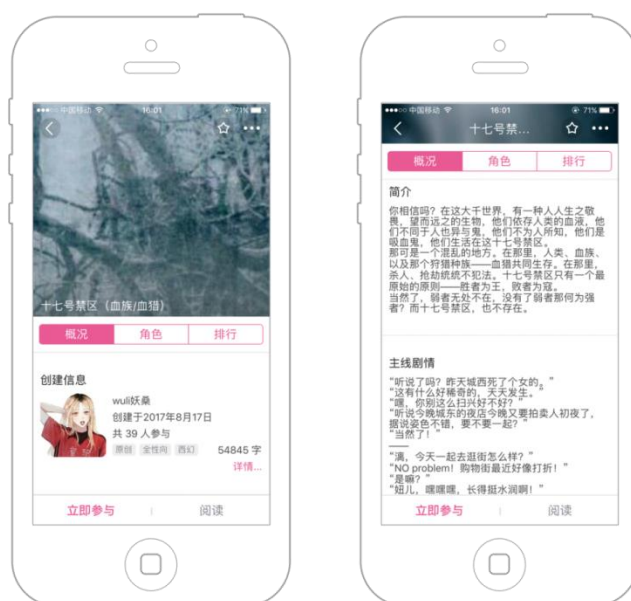 中国移动
16:01
71%
十七号禁区（血族/血猎）
概况
角色
排行
创建信息
wuli妖桑
创建于2017年8月17日
共 39 人参与
原创 全性向 西幻
54845 字
详情...
立即参与
阅读
中国移动
16:01
71%
十七号禁...
概况
角色
排行
简介
你相信吗？在这大千世界，有一种人人生之敬
畏，望而远之的生物，他们依存人类的血液，他
们不同于人也异与鬼，他们不为人所知，他们是
吸血鬼，他们生活在这十七号禁区。
那可是一个混乱的地方。在那里，人类、血族、
以及那个狩猎种族——血猎共同生存。在那里，
杀人、抢劫统统不犯法。十七号禁区只有一个最
原始的原则——胜者为王，败者为寇。
当然了，弱者无处不在，没有了弱者那何为强
者？而十七号禁区，也不存在。
主线剧情
“听说了吗？昨天城西死了个女的。”
“这有什么好稀奇的，天天发生。”
“嘿，你别这么扫兴好不好？”
“听说今晚城东的夜店今晚又要拍卖人初夜了，
据说姿色不错，要不要一起？”
“当然了！”
——
“漓，今天一起去逛街怎么样？”
“NO problem！购物街最近好像打折！”
“是嘛？”
“妞儿，嘿嘿嘿，长得挺水润啊！”
立即参与
阅读